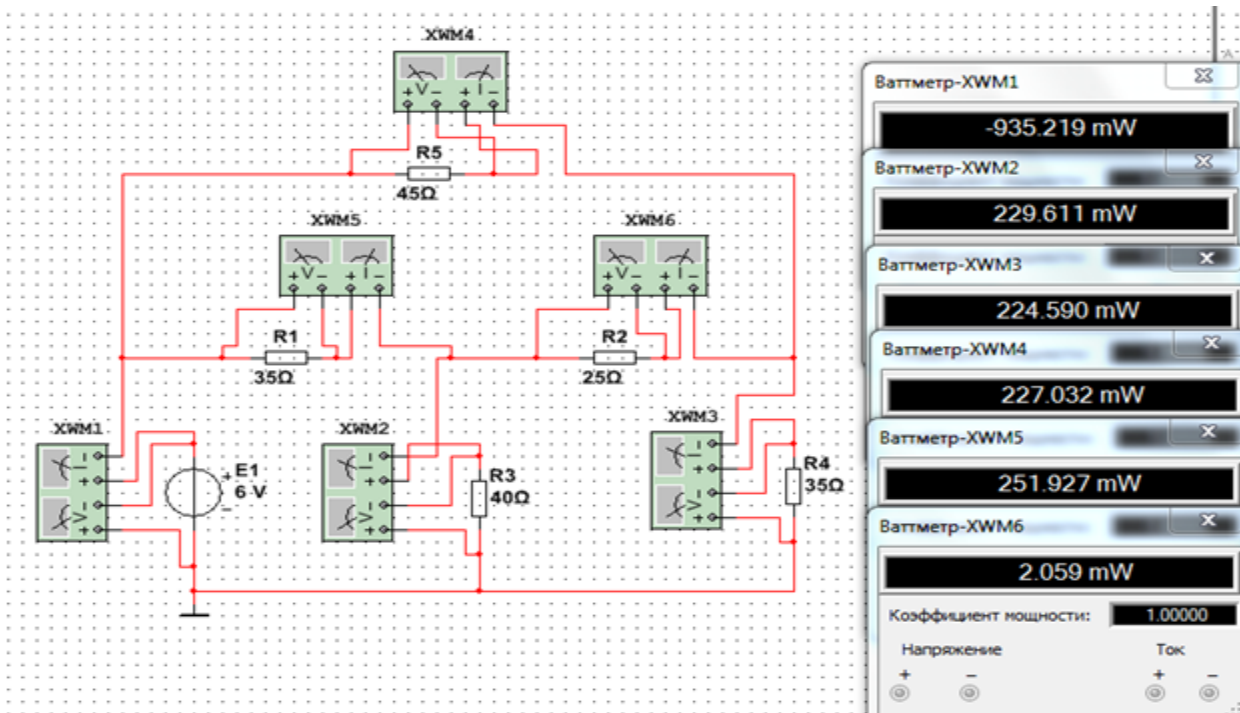 XWM4
+ V − + I −
R5
45Ω
XWM5
+ V − + I −
XWM6
+ V − + I −
R1
35Ω
R2
25Ω
XWM1
XWM2
XWM3
E1
6 V
R3
40Ω
R4
35Ω
Ваттметр-XWM1
-935.219 mW
Ваттметр-XWM2
229.611 mW
Ваттметр-XWM3
224.590 mW
Ваттметр-XWM4
227.032 mW
Ваттметр-XWM5
251.927 mW
Ваттметр-XWM6
2.059 mW
Коэффициент мощности: 1.00000
Напряжение Ток
+ − + −